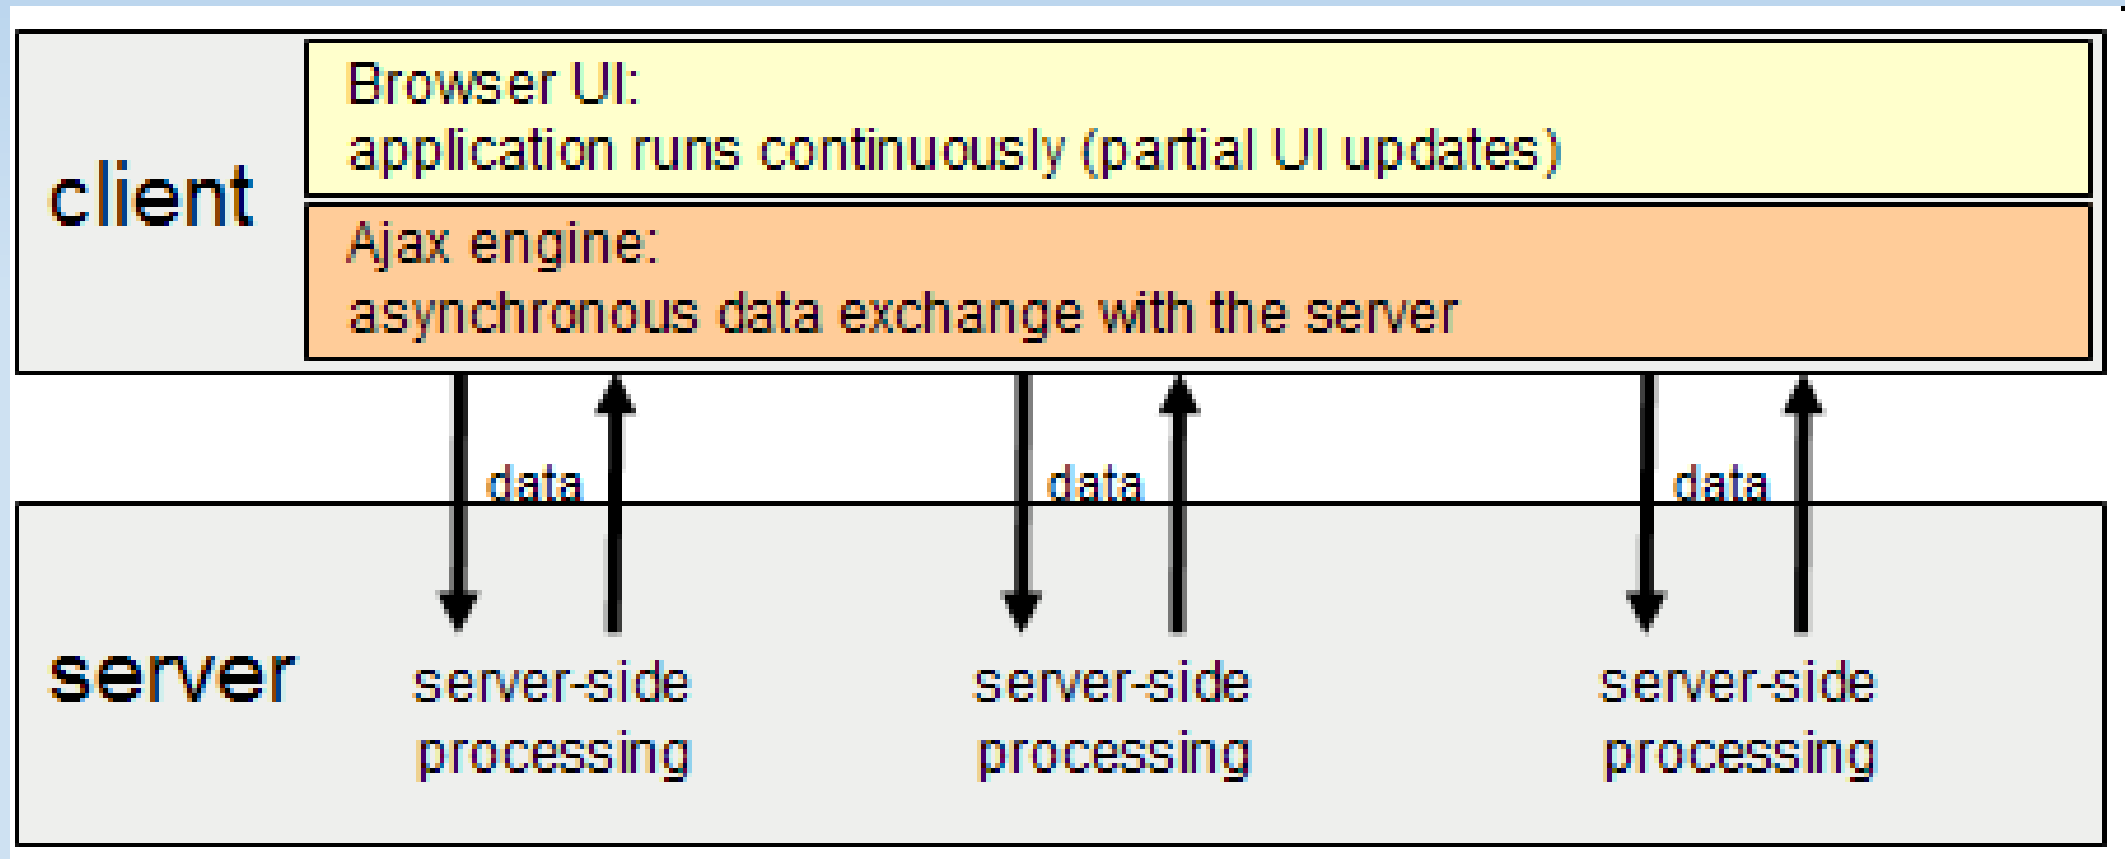 client
Browser UI:
application runs continuously (partial UI updates)
Ajax engine:
asynchronous data exchange with the server
data
data
data
server
server-side
processing
server-side
processing
server-side
processing